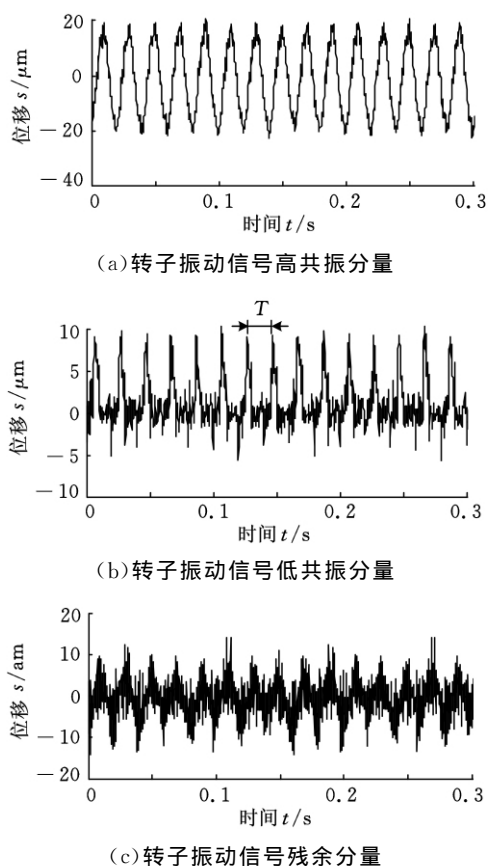 20
0
－20
－40
位移 s/μm
0
0.1
0.2
0.3
时间 t/s
(a)转子振动信号高共振分量
T
10
5
0
－5
－10
位移 s/μm
0
0.1
0.2
0.3
时间 t/s
(b)转子振动信号低共振分量
20
10
0
－10
－20
位移 s/am
0
0.1
0.2
0.3
时间 t/s
(c)转子振动信号残余分量